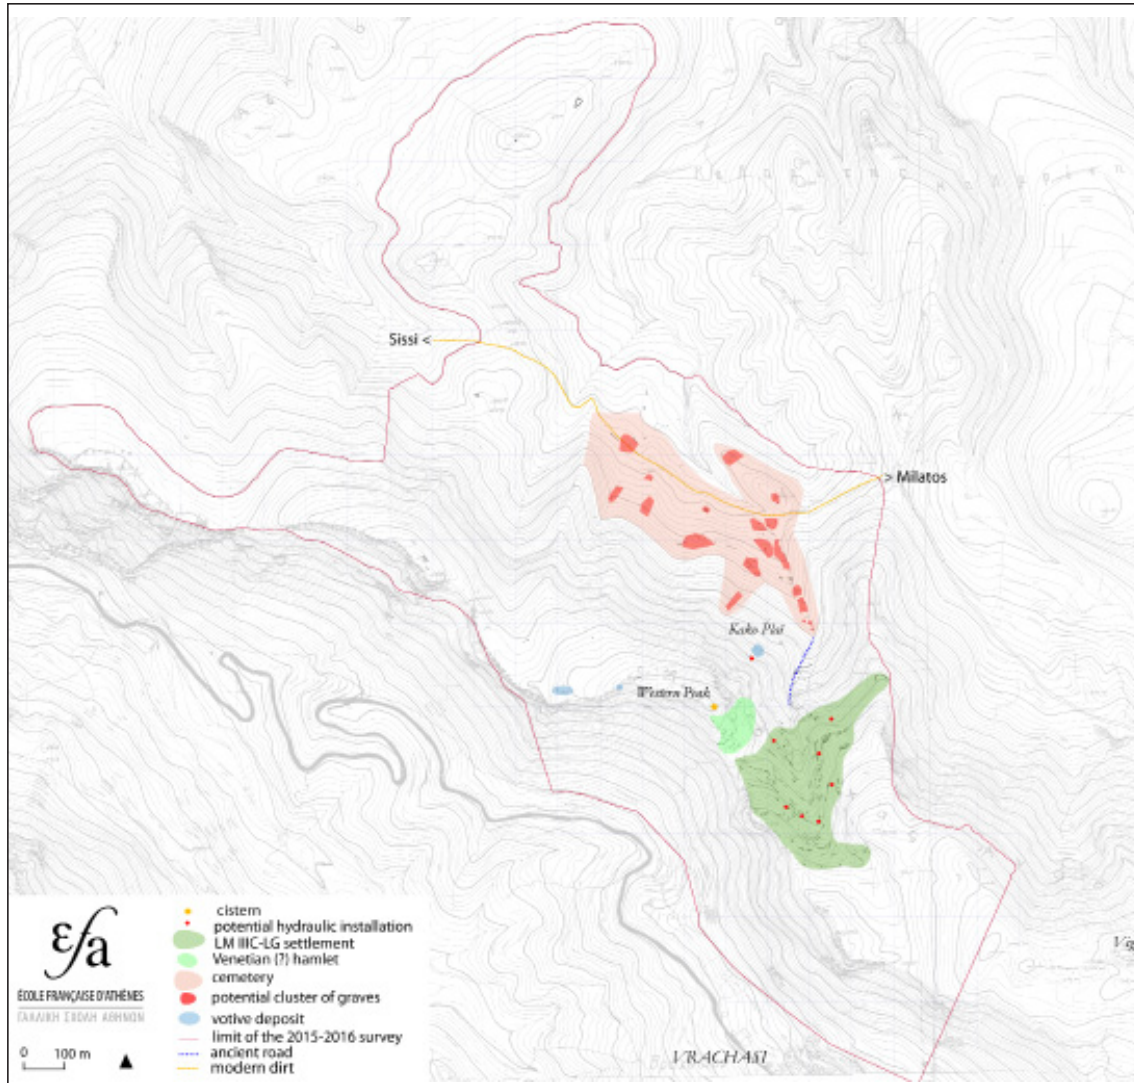 Sissi <
> Milatos
Kako Plaï
Western Peak
εfa
ÉCOLE FRANÇAISE D'ATHÈNES
ΓΑΛΛΙΚΗ ΣΧΟΛΗ ΑΘΗΝΩΝ
0 100 m
cistern
potential hydraulic installation
LM IIIC-LG settlement
Venetian (?) hamlet
cemetery
potential cluster of graves
votive deposit
limit of the 2015-2016 survey
ancient road
modern dirt
VRACHASI